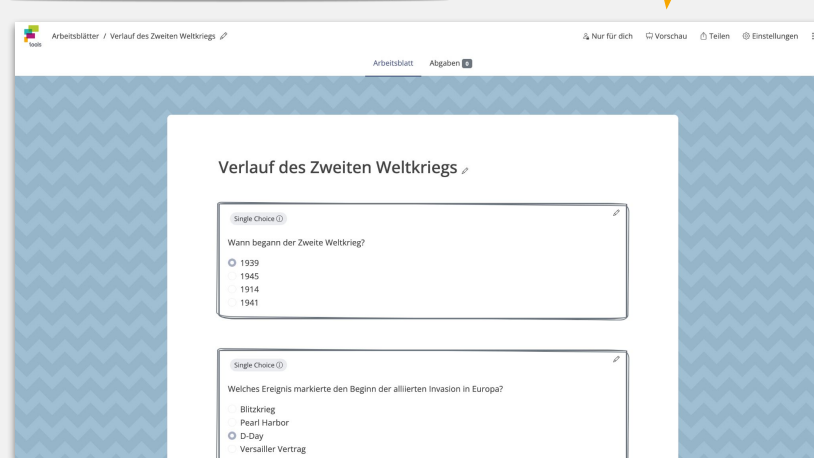 tools
Arbeitsblätter / Verlauf des Zweiten Weltkriegs
Nur für dich Vorschau Teilen Einstellungen
Arbeitsblatt Abgaben 0
Verlauf des Zweiten Weltkriegs
Single Choice
Wann begann der Zweite Weltkrieg?
1939
1945
1914
1941
Single Choice
Welches Ereignis markierte den Beginn der alliierten Invasion in Europa?
Blitzkrieg
Pearl Harbor
D-Day
Versailler Vertrag